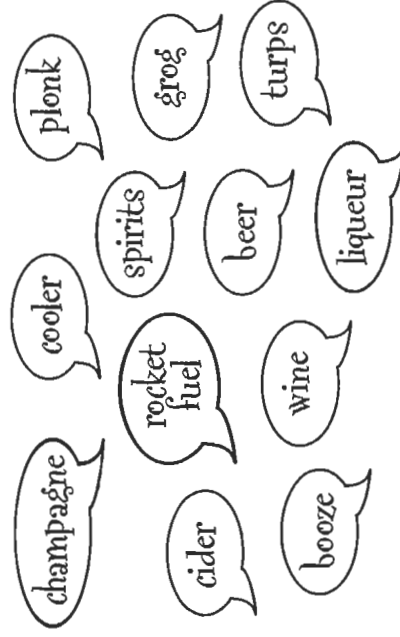 champagne
cooler
plonk
cider
rocket
fuel
spirits
grog
booze
wine
beer
turps
liqueur